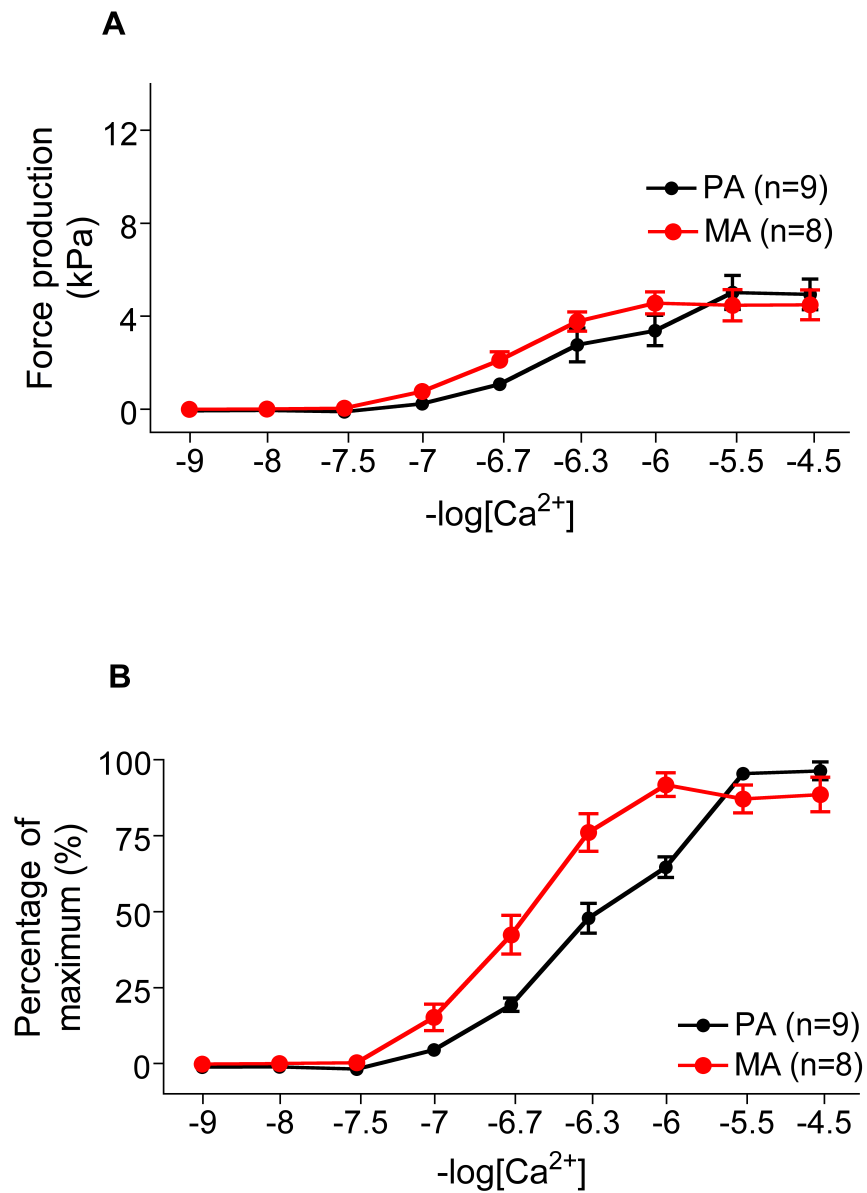 A
Force production
(kPa)
12
8
4
0
PA (n=9)
MA (n=8)
-9 -8 -7.5 -7 -6.7 -6.3 -6 -5.5 -4.5
-log[Ca²⁺]
B
Percentage of
maximum (%)
100
75
50
25
0
PA (n=9)
MA (n=8)
-9 -8 -7.5 -7 -6.7 -6.3 -6 -5.5 -4.5
-log[Ca²⁺]